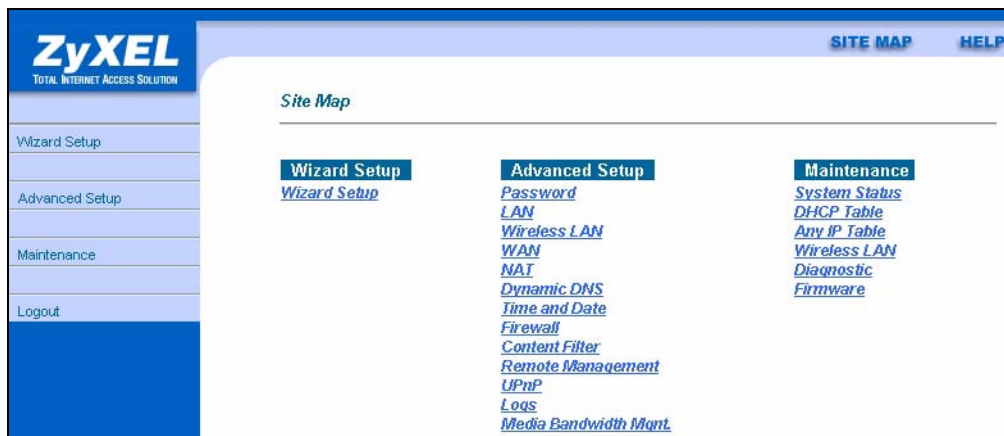 ZyXEL
TOTAL INTERNET ACCESS SOLUTION
SITE MAP
HELP
Wizard Setup
Advanced Setup
Maintenance
Logout
Site Map
Wizard Setup
Wizard Setup
Advanced Setup
Password
LAN
Wireless LAN
WAN
NAT
Dynamic DNS
Time and Date
Firewall
Content Filter
Remote Management
UPnP
Logs
Media Bandwidth Mgnt.
Maintenance
System Status
DHCP Table
Any IP Table
Wireless LAN
Diagnostic
Firmware